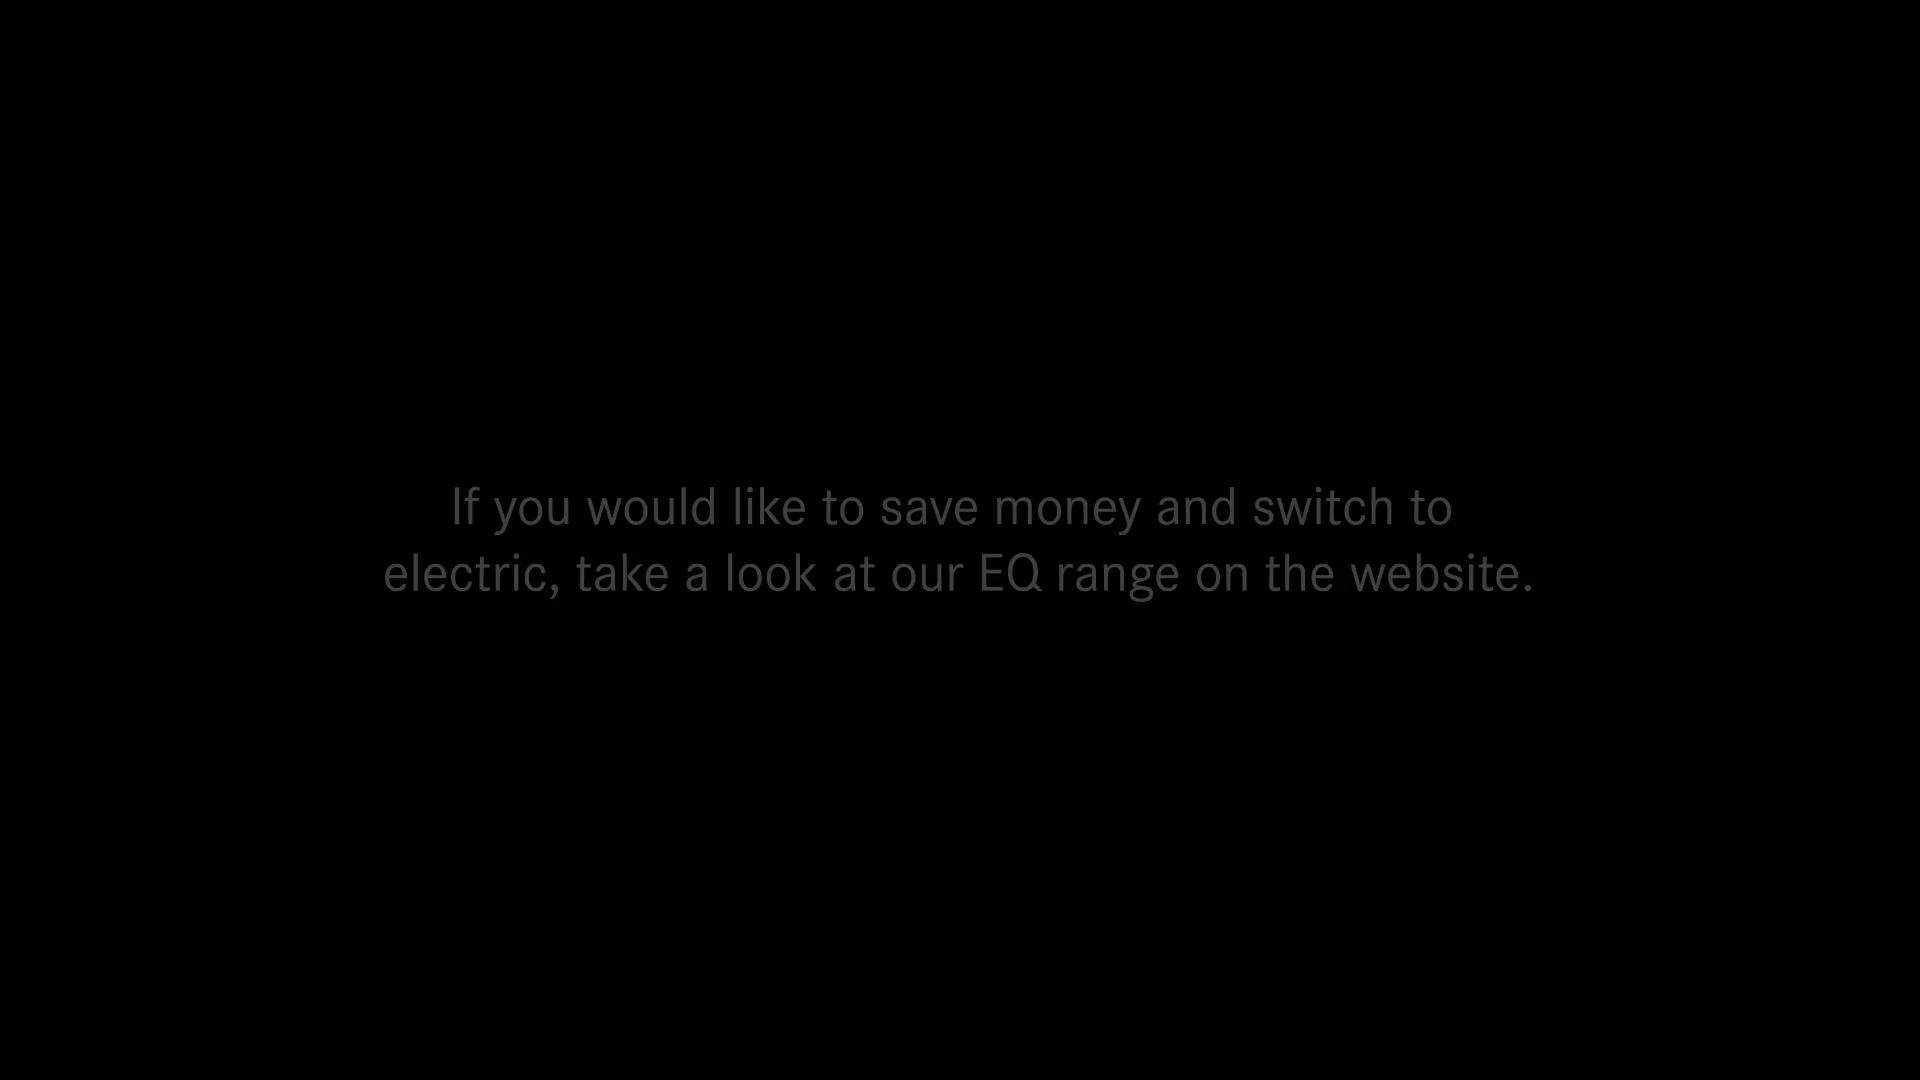 If you would like to save money and switch to
electric, take a look at our EQ range on the website.